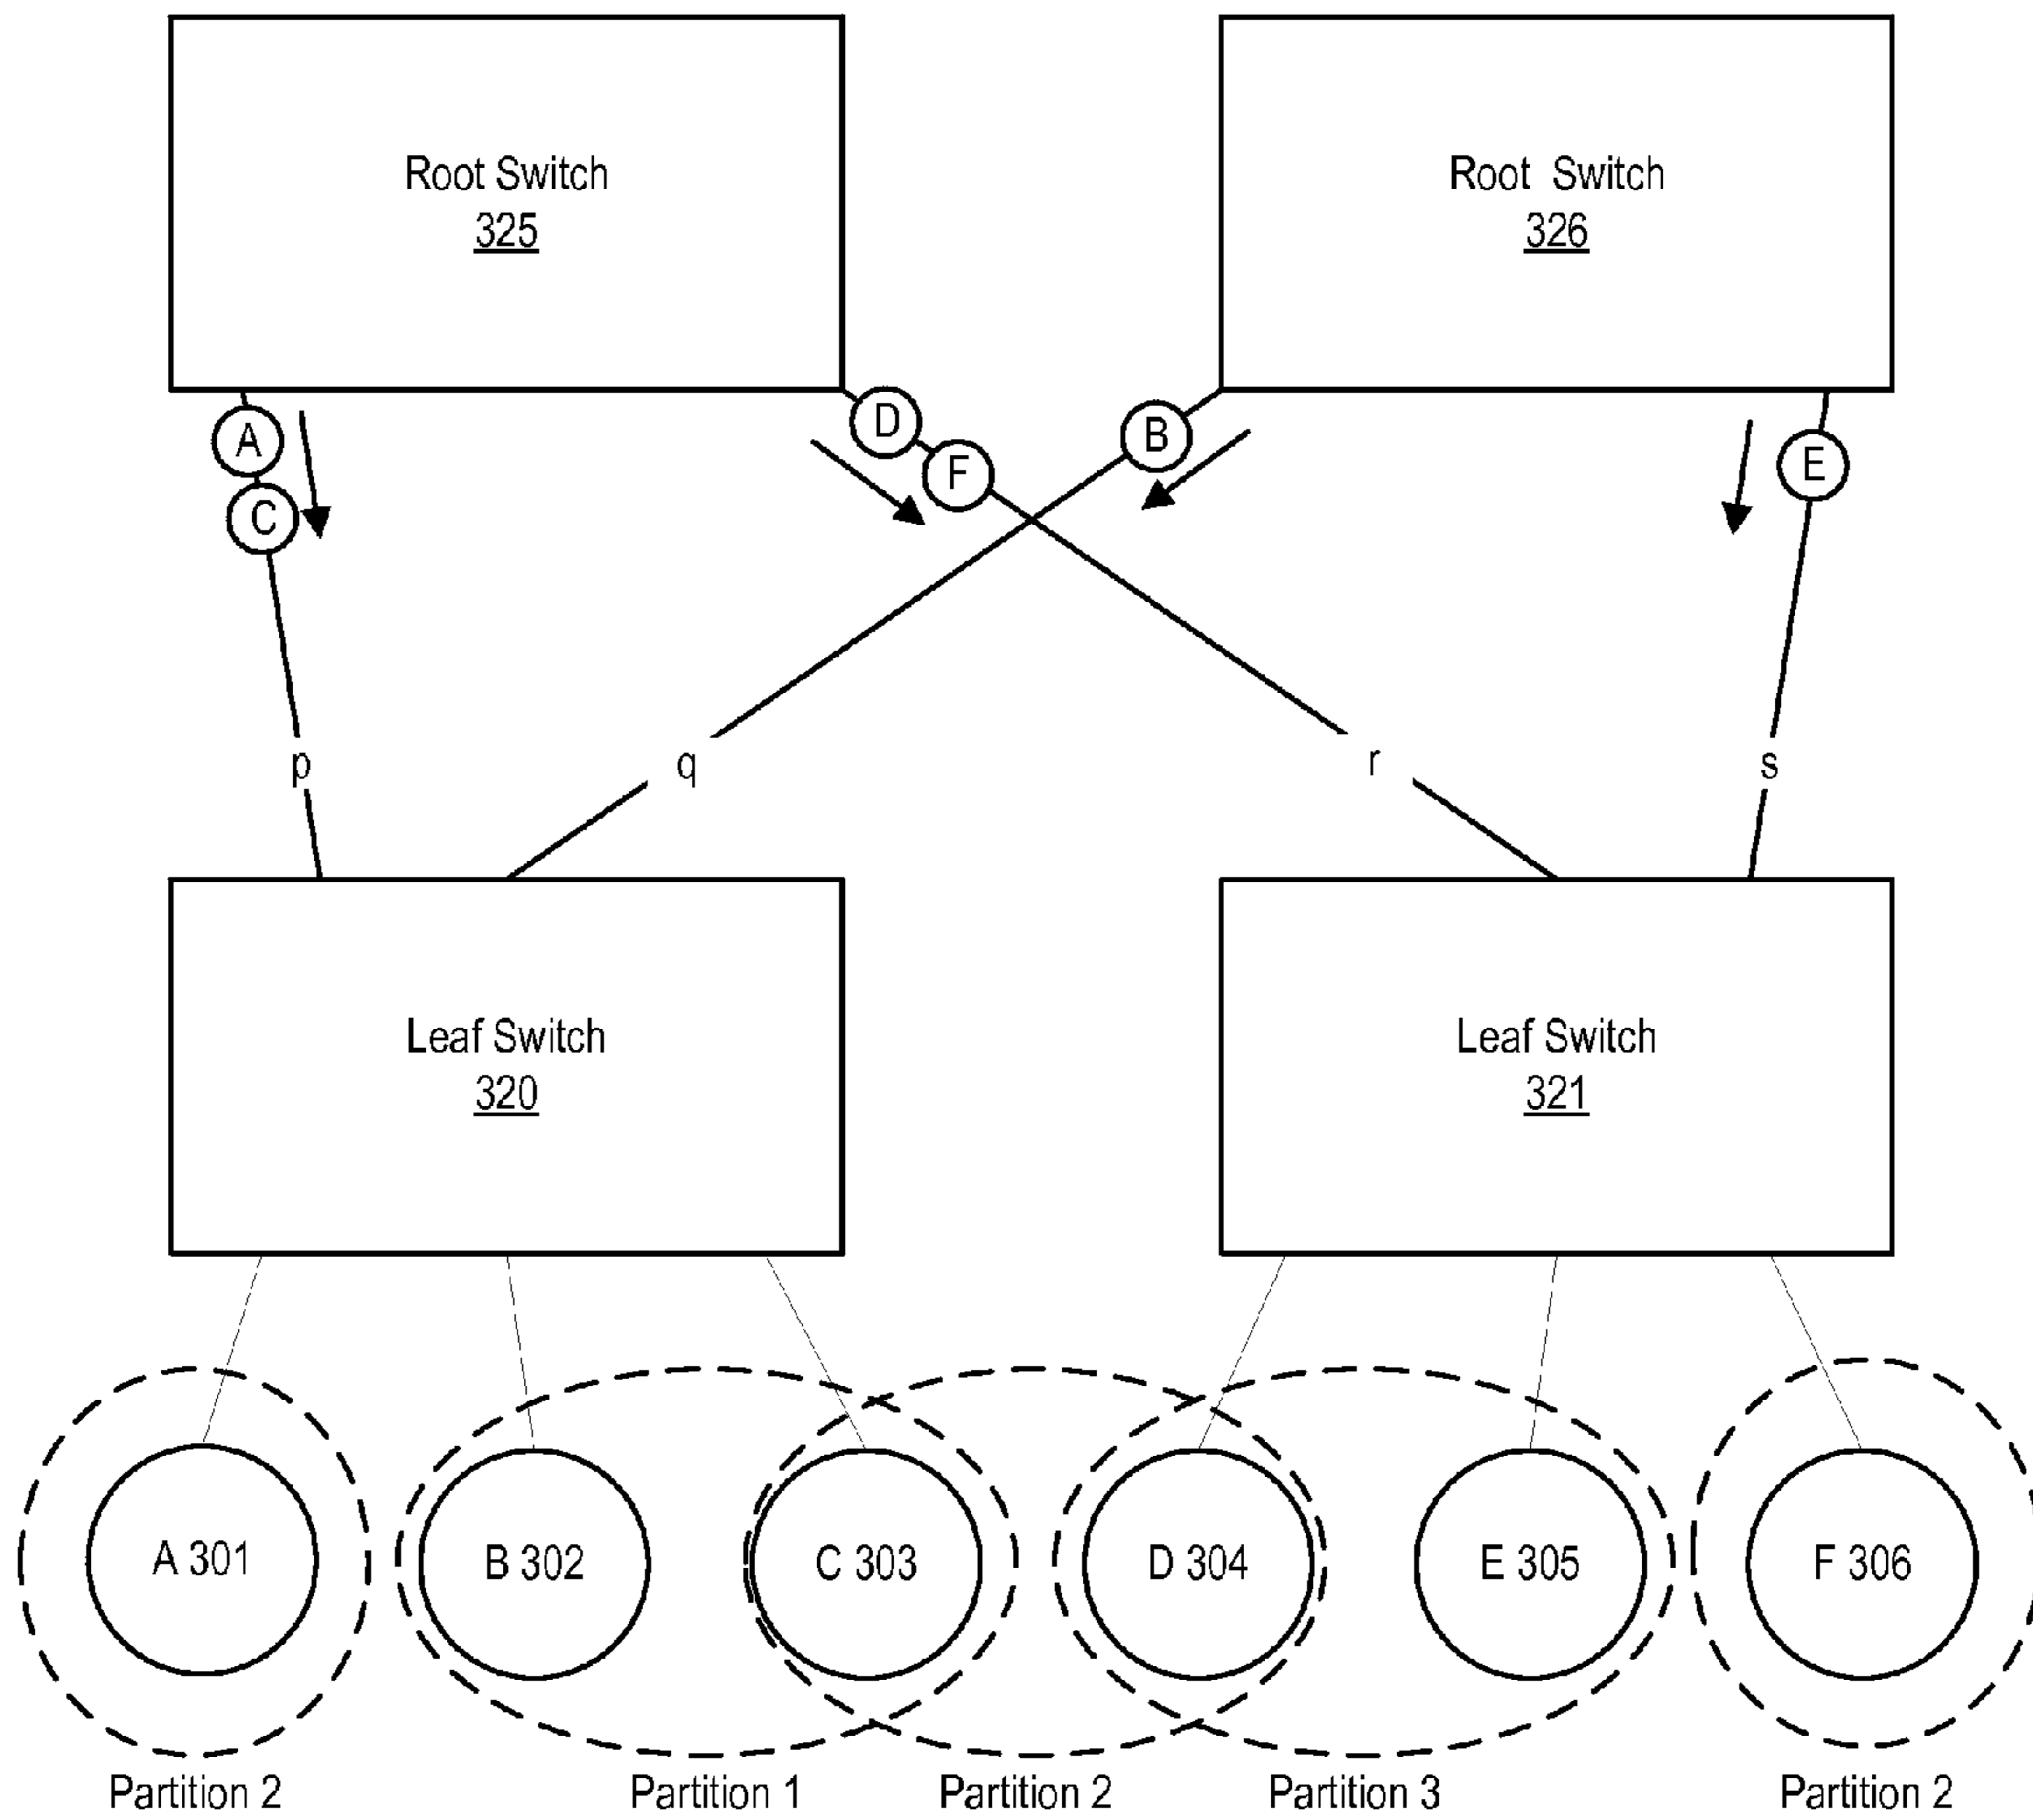 Root Switch
325
Root Switch
326
A
C
D
F
B
E
p
q
r
s
Leaf Switch
320
Leaf Switch
321
A 301
B 302
C 303
D 304
E 305
F 306
Partition 2
Partition 1
Partition 2
Partition 3
Partition 2